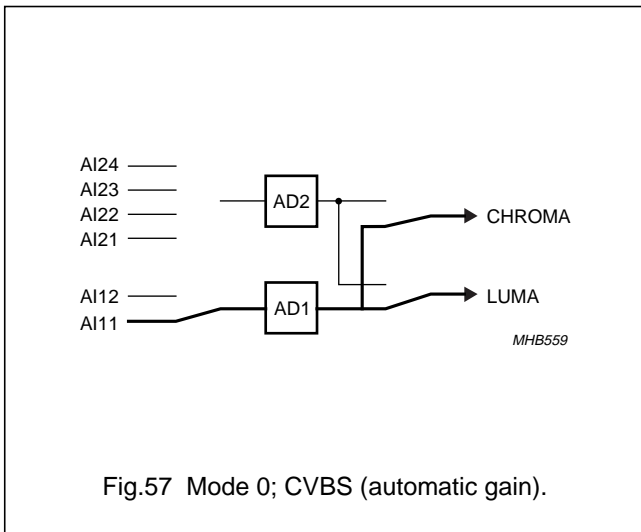 AI24
AI23
AI22
AI21
AD2
CHROMA
AI12
AI11
AD1
LUMA
MHB559
Fig.57 Mode 0; CVBS (automatic gain).